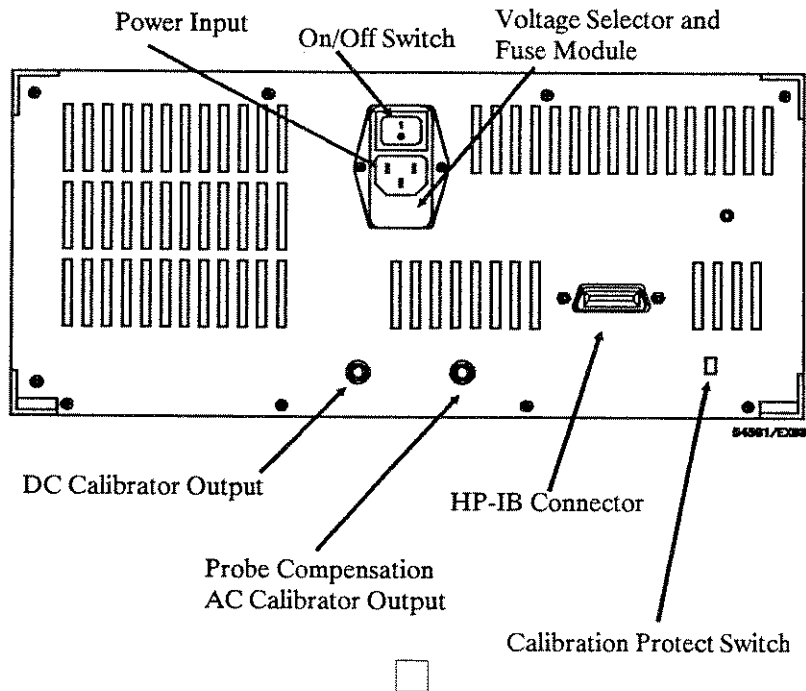 Power Input
On/Off Switch
Voltage Selector and
Fuse Module
DC Calibrator Output
HP-IB Connector
Probe Compensation
AC Calibrator Output
Calibration Protect Switch